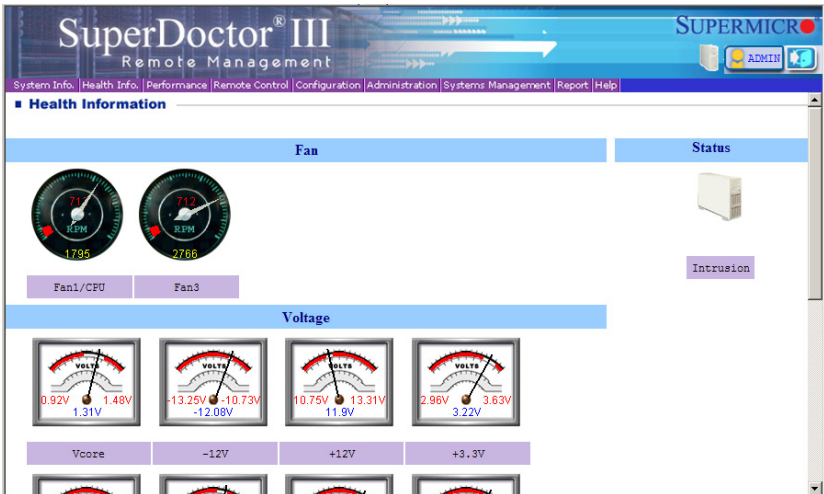 SuperDoctor® III
Remote Management
SUPERMICRO
ADMIN
System Info. Health Info. Performance Remote Control Configuration Administration Systems Management Report Help
Health Information
Fan
Status
712
RPM
1795
712
RPM
2766
Fan1/CPU
Fan3
Intrusion
Voltage
VOLTS
0.92V 1.48V
1.31V
VOLTS
-13.25V -10.73V
-12.08V
VOLTS
10.75V 13.31V
11.9V
VOLTS
2.96V 3.63V
3.22V
Vcore
-12V
+12V
+3.3V